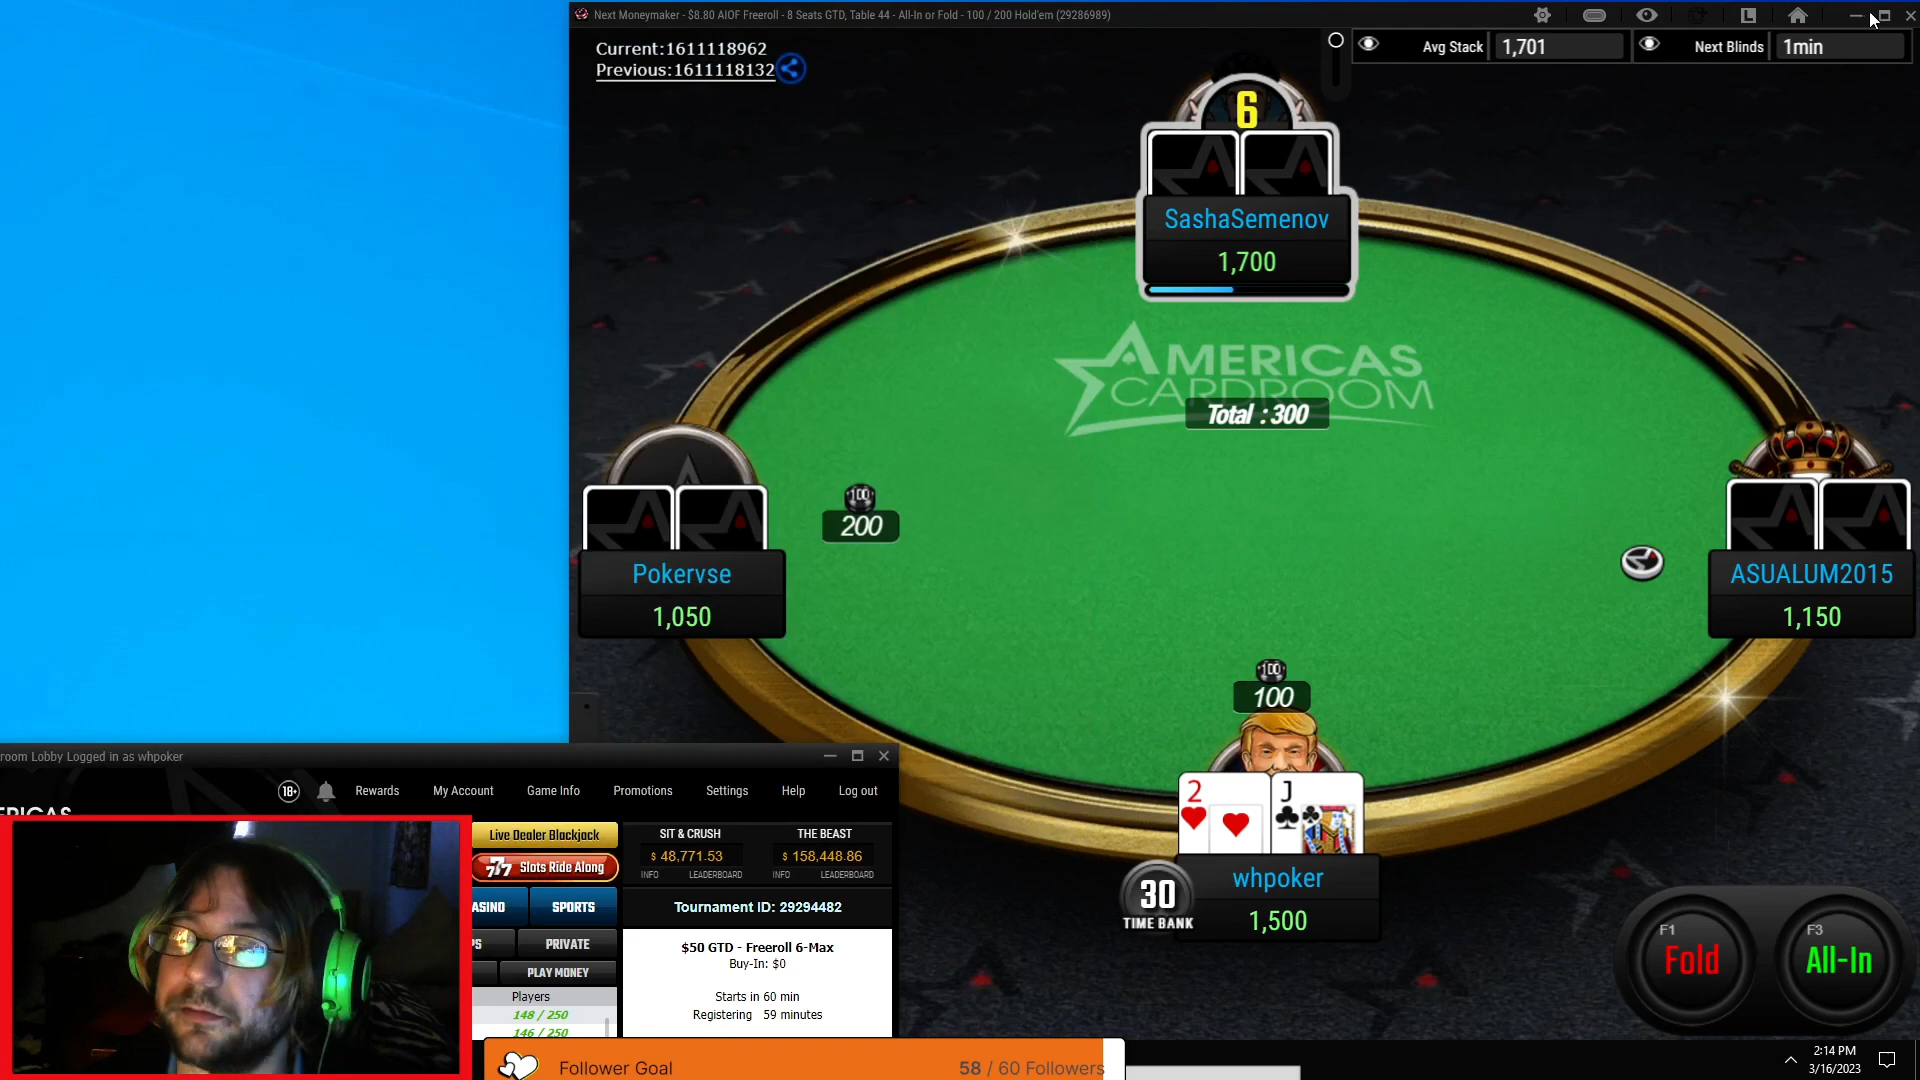 Next Moneymaker - $8.80 AIOF Freeroll - 8 Seats GTD, Table 44 - All-In or Fold - 100 / 200 Hold'em (29286989)
L
Current:1611118962
Previous:1611118132
Avg Stack 1,701
Next Blinds 1min
6
SashaSemenov
1,700
AMERICAS
CARDROOM
Total : 300
100
200
Pokervse
1,050
ASUALUM2015
1,150
100
100
2 J
30
TIME BANK
whpoker
1,500
F1
Fold
F3
All-In
room Lobby Logged in as whpoker
18+
Rewards
My Account
Game Info
Promotions
Settings
Help
Log out
ERICAS
Live Dealer Blackjack
777 Slots Ride Along
SIT & CRUSH
$ 48,771.53
INFO LEADERBOARD
THE BEAST
$ 158,448.86
INFO LEADERBOARD
ASINO
SPORTS
Tournament ID: 29294482
PS
PRIVATE
PLAY MONEY
Players
148 / 250
146 / 250
$50 GTD - Freeroll 6-Max
Buy-In: $0
Starts in 60 min
Registering 59 minutes
Follower Goal
58 / 60 Followers
2:14 PM
3/16/2023